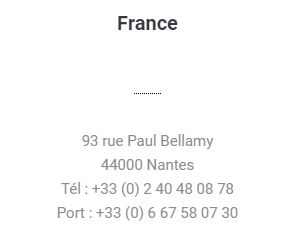 France
93 rue Paul Bellamy
44000 Nantes
Tél : +33 (0) 2 40 48 08 78
Port : +33 (0) 6 67 58 07 30